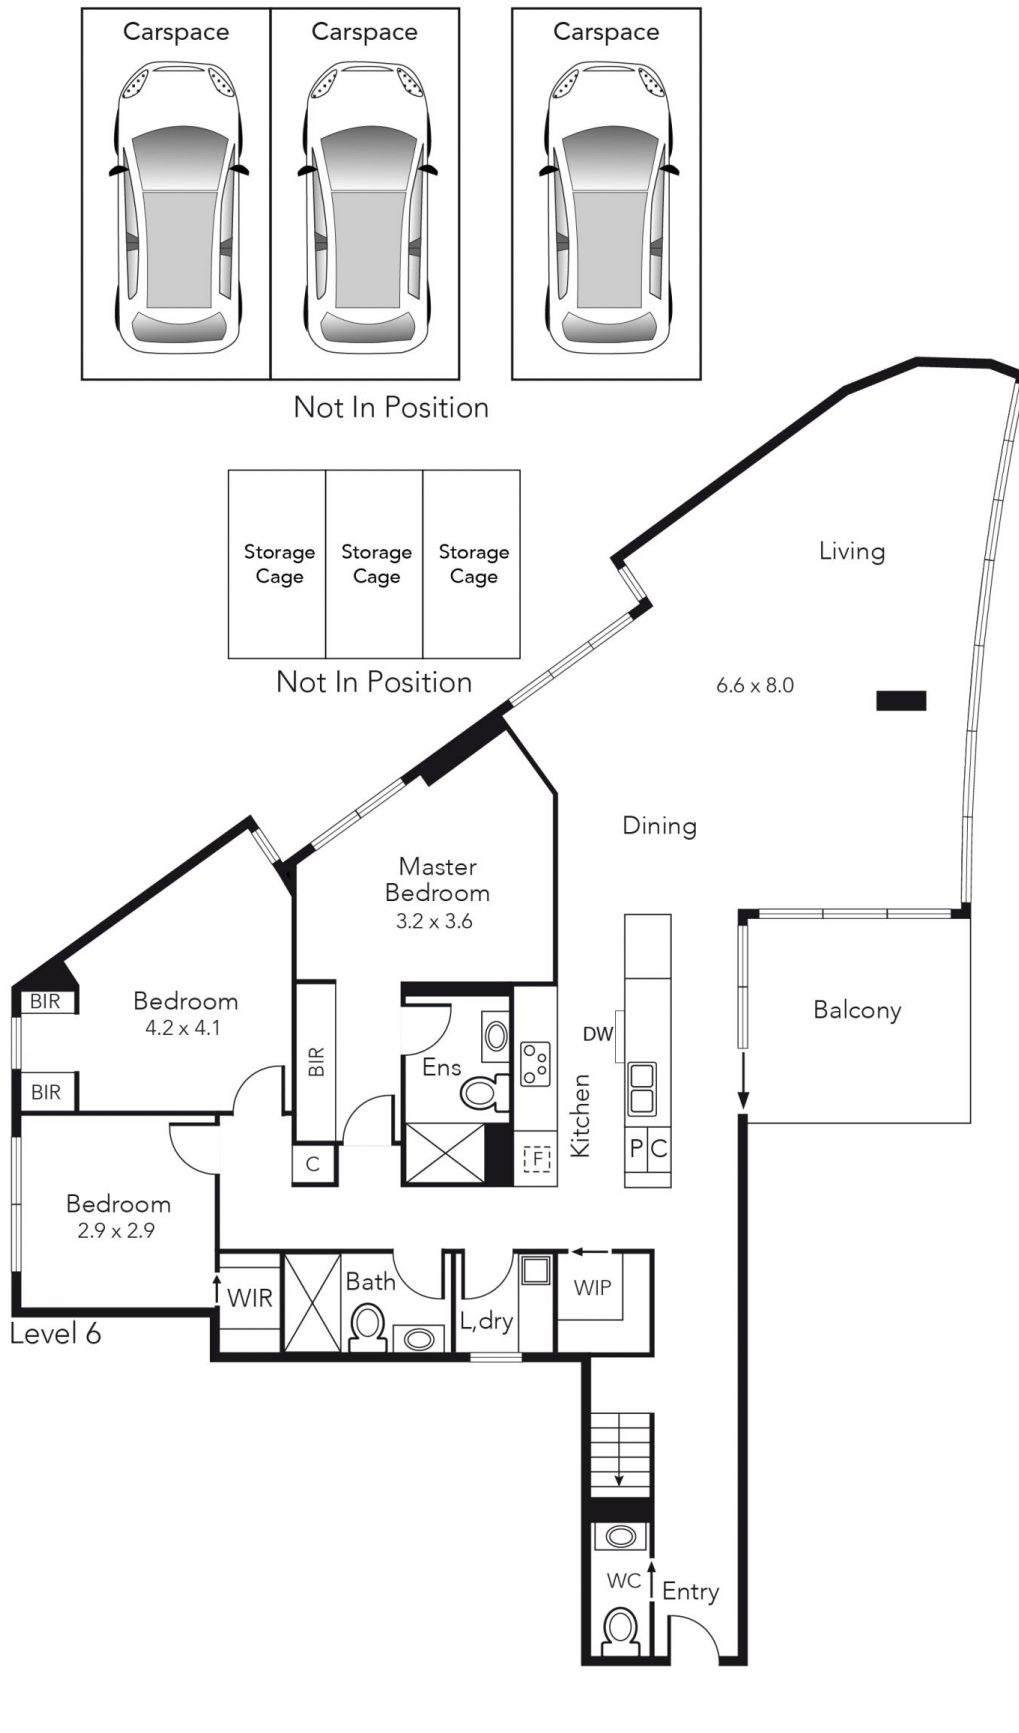 Carspace
Carspace
Carspace
Not In Position
Storage
Cage
Storage
Cage
Storage
Cage
Not In Position
Living
6.6 x 8.0
Dining
Master
Bedroom
3.2 x 3.6
Bedroom
4.2 x 4.1
BIR
BIR
BIR
Ens
DW
Kitchen
Balcony
P
C
F
C
Bedroom
2.9 x 2.9
WIR
Bath
L,dry
WIP
Level 6
WC
Entry